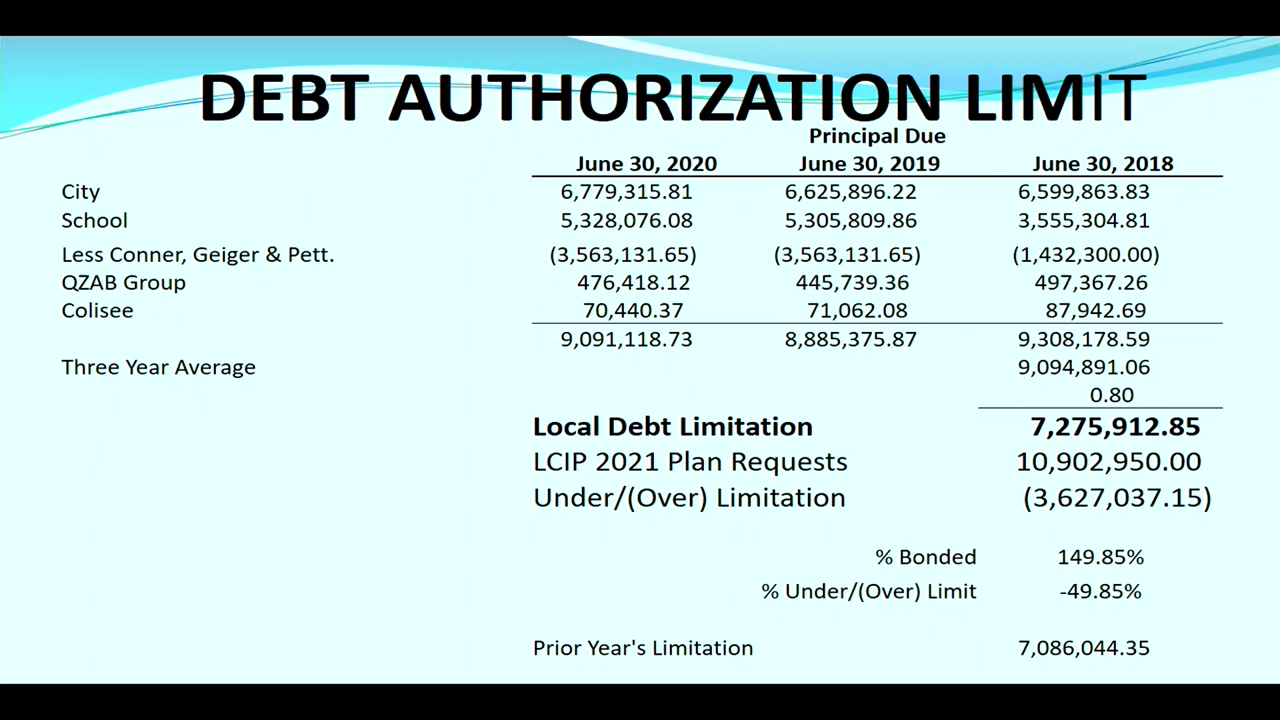 DEBT AUTHORIZATION LIMIT
Principal Due
June 30, 2020 June 30, 2019 June 30, 2018
City 6,779,315.81 6,625,896.22 6,599,863.83
School 5,328,076.08 5,305,809.86 3,555,304.81
Less Conner, Geiger & Pett. (3,563,131.65) (3,563,131.65) (1,432,300.00)
QZAB Group 476,418.12 445,739.36 497,367.26
Colisee 70,440.37 71,062.08 87,942.69
9,091,118.73 8,885,375.87 9,308,178.59
Three Year Average 9,094,891.06
0.80
Local Debt Limitation 7,275,912.85
LCIP 2021 Plan Requests 10,902,950.00
Under/(Over) Limitation (3,627,037.15)
% Bonded 149.85%
% Under/(Over) Limit -49.85%
Prior Year's Limitation 7,086,044.35